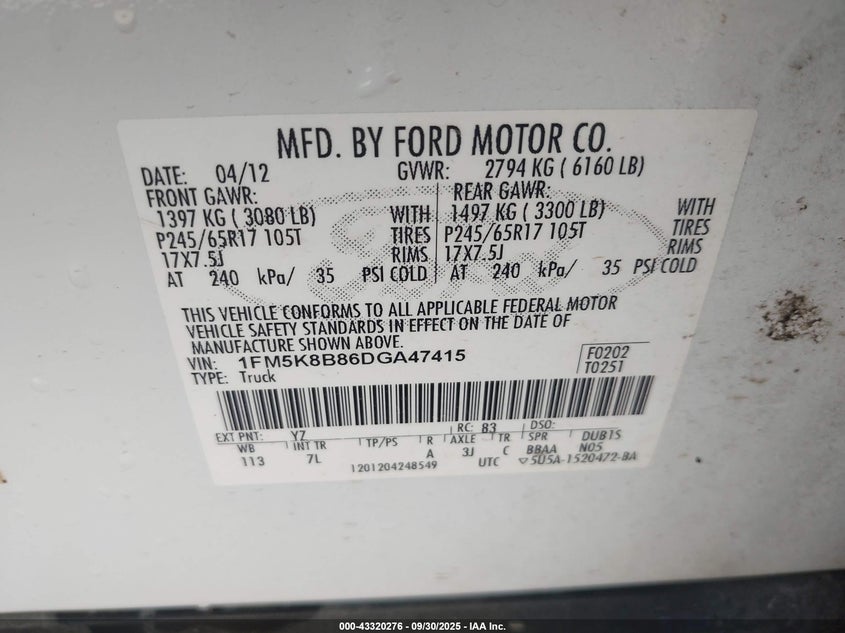 MFD. BY FORD MOTOR CO.
DATE: 04/12 GVWR: 2794 KG ( 6160 LB)
FRONT GAWR: REAR GAWR:
1397 KG ( 3080 LB) WITH 1497 KG ( 3300 LB) WITH
P245/65R17 105T TIRES P245/65R17 105T TIRES
17X7.5J RIMS 17X7.5J RIMS
AT 240 kPa/ 35 PSI COLD AT 240 kPa/ 35 PSI COLD
THIS VEHICLE CONFORMS TO ALL APPLICABLE FEDERAL MOTOR
VEHICLE SAFETY STANDARDS IN EFFECT ON THE DATE OF
MANUFACTURE SHOWN ABOVE.
VIN: 1FM5K8B86DGA47415 F0202
TYPE: Truck T0251
EXT PNT: YZ RC: 83 DSO:
WB INT TR TP/PS R AXLE TR SPR DUB1S
113 7L A 3J C BBAA N05
1201204248549 UTC ▽5U5A-1520472-BA
000-43320276 - 09/30/2025 - IAA Inc.